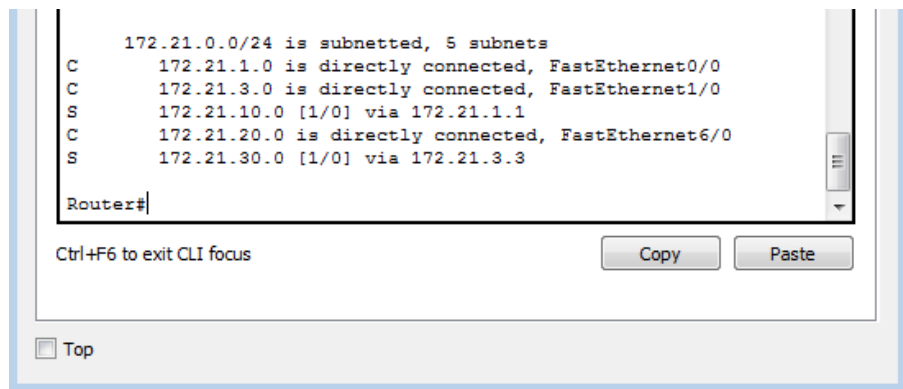 172.21.0.0/24 is subnetted, 5 subnets
C 172.21.1.0 is directly connected, FastEthernet0/0
C 172.21.3.0 is directly connected, FastEthernet1/0
S 172.21.10.0 [1/0] via 172.21.1.1
C 172.21.20.0 is directly connected, FastEthernet6/0
S 172.21.30.0 [1/0] via 172.21.3.3
Router#
Ctrl+F6 to exit CLI focus
Copy
Paste
Top